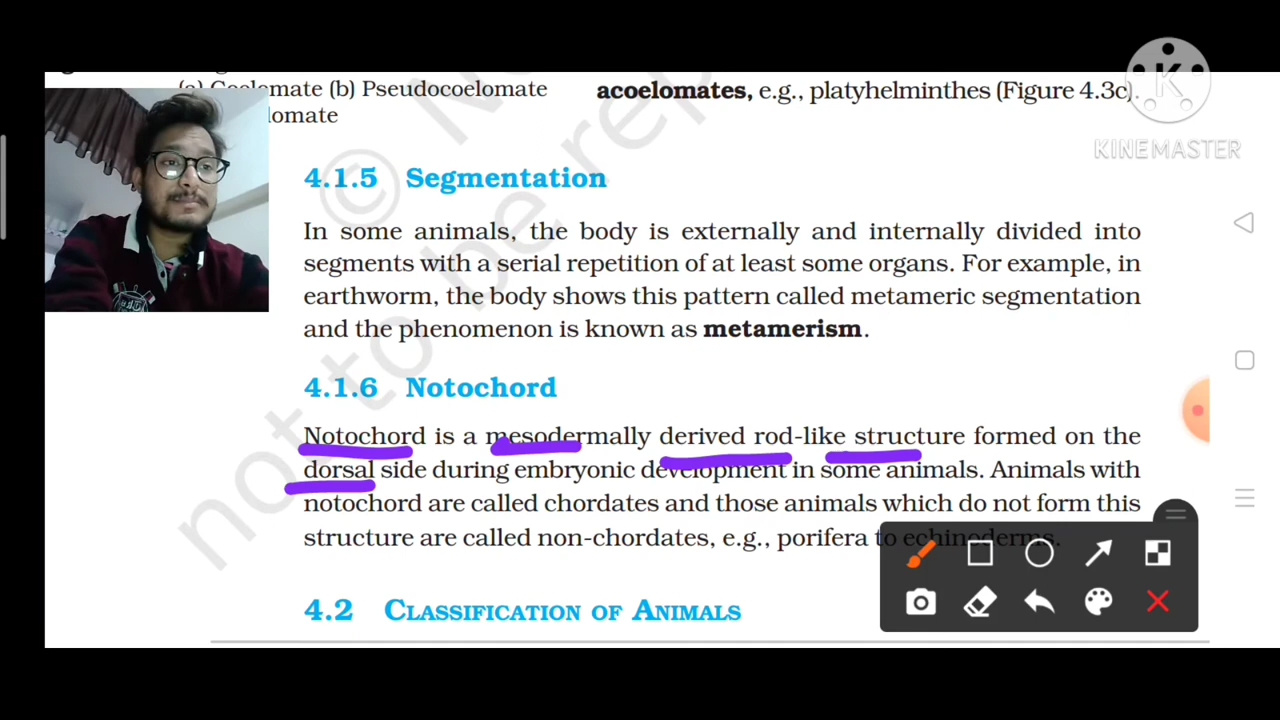 (a) Coelomate (b) Pseudocoelomate
lomate
acoelomates, e.g., platyhelminthes (Figure 4.3c).
KINEMASTER
4.1.5 Segmentation
In some animals, the body is externally and internally divided into
segments with a serial repetition of at least some organs. For example, in
earthworm, the body shows this pattern called metameric segmentation
and the phenomenon is known as metamerism.
4.1.6 Notochord
Notochord is a mesodermally derived rod-like structure formed on the
dorsal side during embryonic development in some animals. Animals with
notochord are called chordates and those animals which do not form this
structure are called non-chordates, e.g., porifera to echinoderms.
4.2 CLASSIFICATION OF ANIMALS
© N
not to be rep